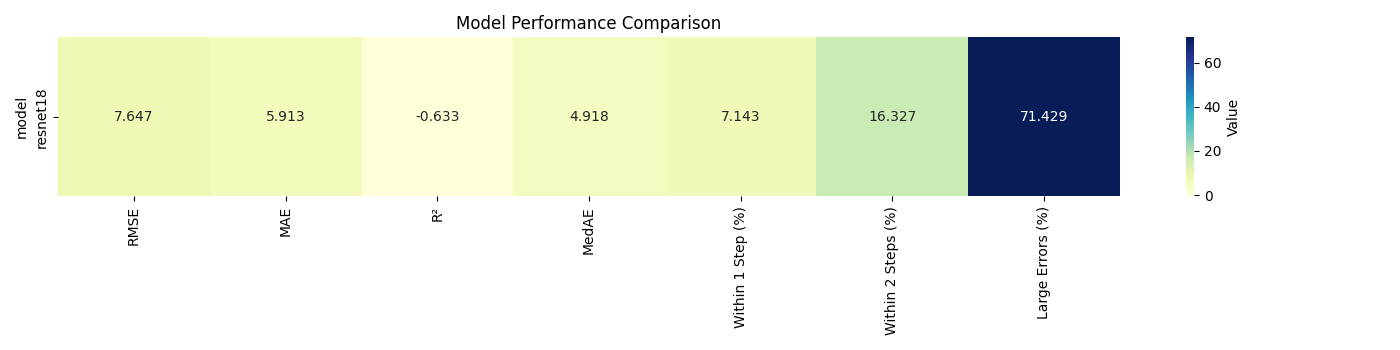 Model Performance Comparison
model
resnet18
7.647
5.913
-0.633
4.918
7.143
16.327
71.429
RMSE
MAE
R²
MedAE
Within 1 Step (%)
Within 2 Steps (%)
Large Errors (%)
60
40
20
0
Value